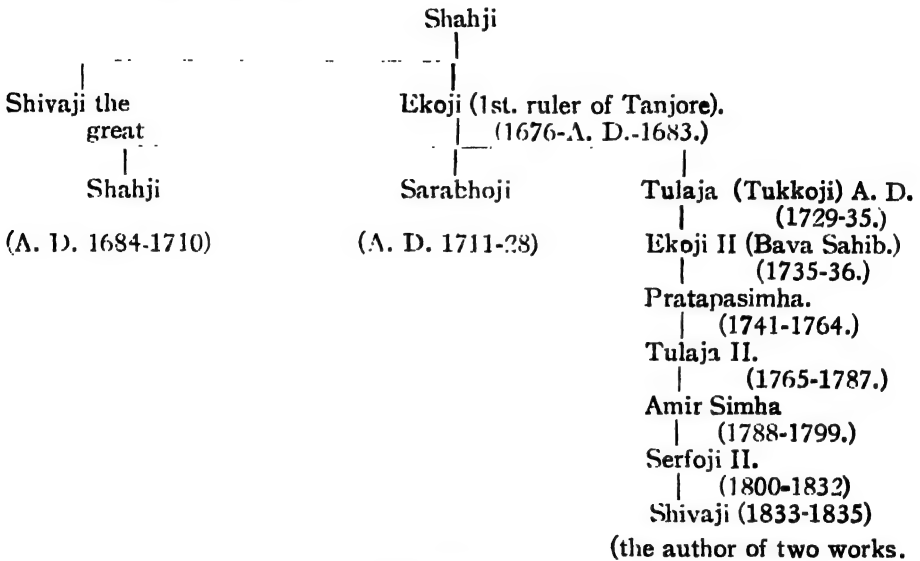 Shahji
Shivaji the Ekoji (1st. ruler of Tanjore).
great (1676-A. D.-1683.)
Shahji Sarabhoji Tulaja (Tukkoji) A. D.
(1729-35.)
(A. D. 1684-1710) (A. D. 1711-28) Ekoji II (Bava Sahib.)
(1735-36.)
Pratapasimha.
(1741-1764.)
Tulaja II.
(1765-1787.)
Amir Simha
(1788-1799.)
Serfoji II.
(1800-1832)
Shivaji (1833-1835)
(the author of two works.